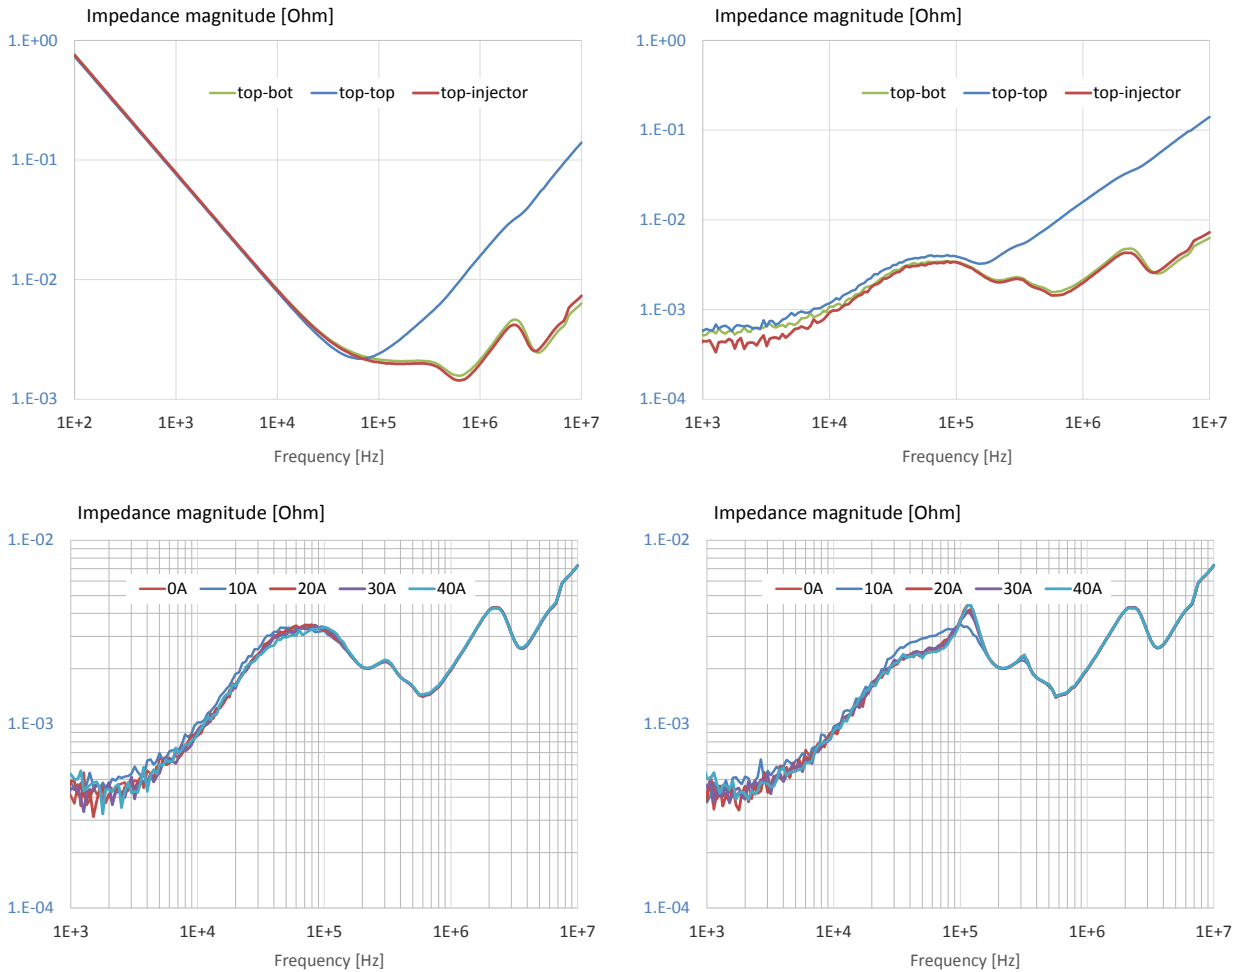 Impedance magnitude [Ohm]
1.E+00
top-bot top-top top-injector
1.E-01
1.E-02
1.E-03
1E+2 1E+3 1E+4 1E+5 1E+6 1E+7
Frequency [Hz]
Impedance magnitude [Ohm]
1.E+00
top-bot top-top top-injector
1.E-01
1.E-02
1.E-03
1.E-04
1E+3 1E+4 1E+5 1E+6 1E+7
Frequency [Hz]
Impedance magnitude [Ohm]
1.E-02
0A 10A 20A 30A 40A
1.E-03
1.E-04
1E+3 1E+4 1E+5 1E+6 1E+7
Frequency [Hz]
Impedance magnitude [Ohm]
1.E-02
0A 10A 20A 30A 40A
1.E-03
1.E-04
1E+3 1E+4 1E+5 1E+6 1E+7
Frequency [Hz]